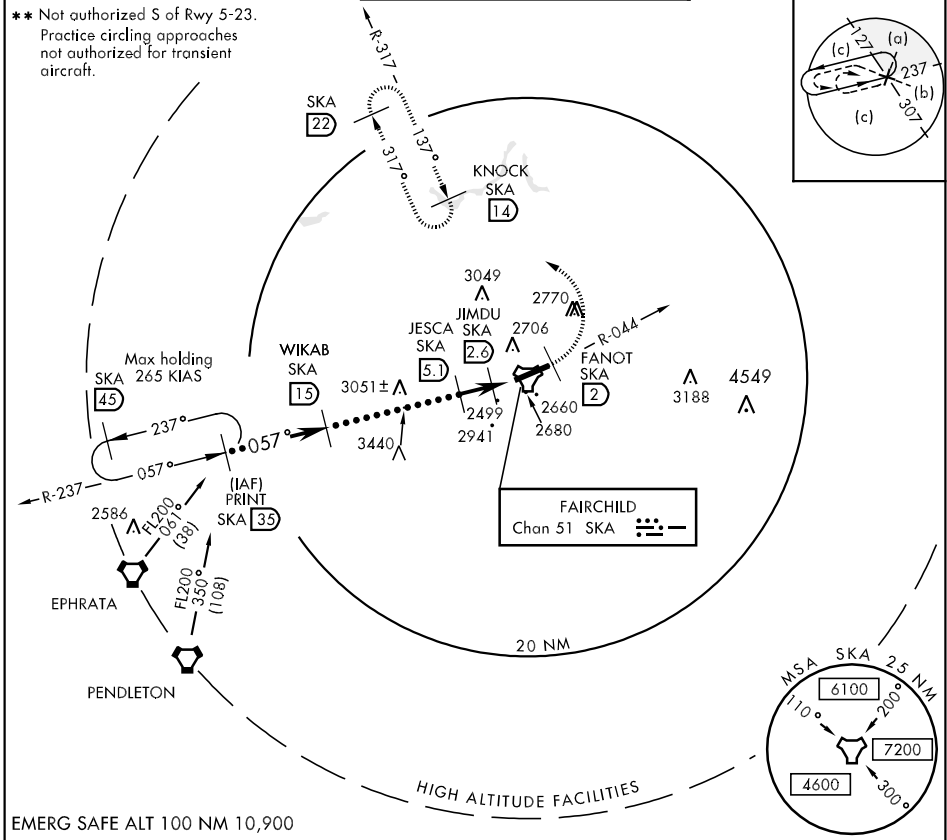 ** Not authorized S of Rwy 5-23.
Practice circling approaches
not authorized for transient
aircraft.
R-317
SKA
22
137°
317°
KNOCK
SKA
14
127
(a)
(c)
237
(b)
(c)
307
3049
2770
JIMDU
SKA
2.6
2706
R-044
JESCA
SKA
5.1
FANOT
SKA
2
WIKAB
SKA
15
Max holding
265 KIAS
SKA
45
3051±
3188
4549
2499
2660
2941
2680
3440
237°
057°
057°
R-237
(IAF)
PRINT
SKA 35
2586
FL200
061°
(38)
FAIRCHILD
Chan 51 SKA
FL200
350°
(108)
EPHRATA
20 NM
PENDLETON
MSA SKA 25 NM
6100
110°
200°
7200
4600
300°
HIGH ALTITUDE FACILITIES
EMERG SAFE ALT 100 NM 10,900